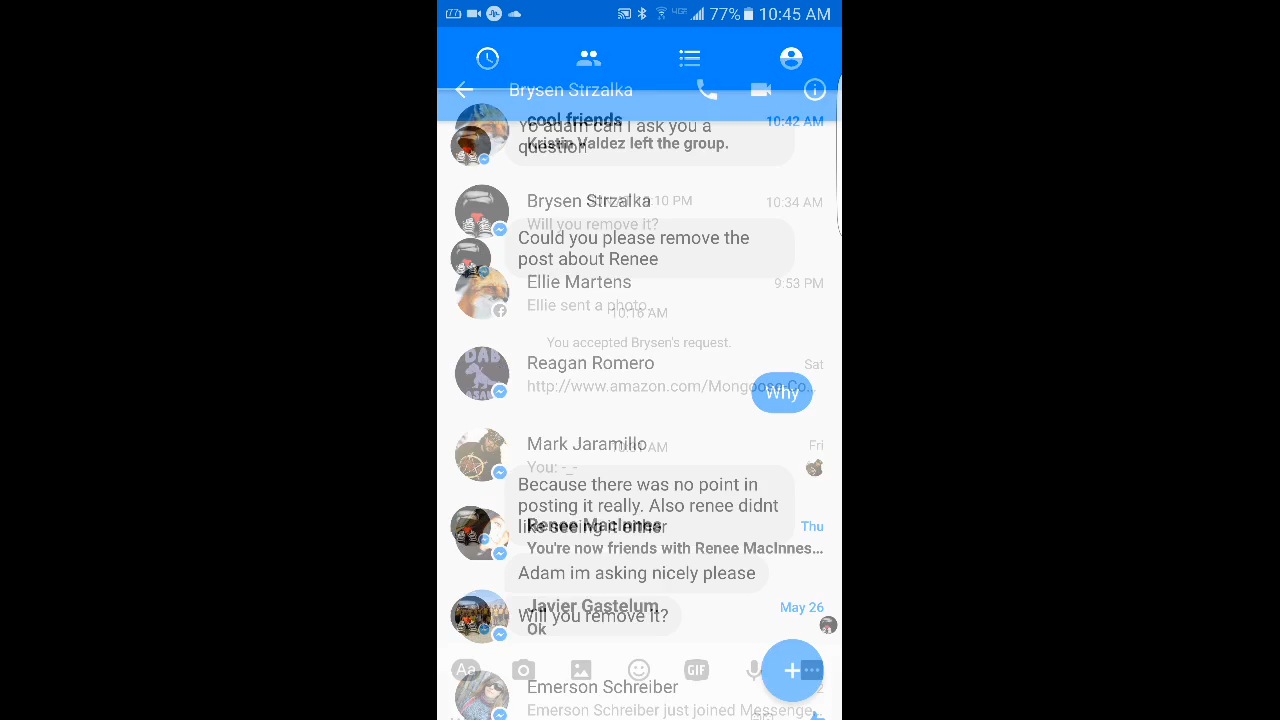 77% 10:45 AM
Brysen Strzalka
cool friends 10:42 AM
Yo adam can I ask you a
question
Kristin Valdez left the group.
Brysen Strzalka 10:34 AM
:10 PM
Will you remove it?
Could you please remove the
post about Renee
Ellie Martens 9:53 PM
Ellie sent a photo.
10:16 AM
You accepted Brysen's request.
Reagan Romero Sat
http://www.amazon.com/Mongoose-Co...
Why
Mark Jaramillo Fri
AM
You: -_-
Because there was no point in
posting it really. Also renee didnt
like seeing it either
Renee MacInnes Thu
You're now friends with Renee MacInnes...
Adam im asking nicely please
Javier Gastelum May 26
Will you remove it?
Ok
Aa GIF
Emerson Schreiber
Emerson Schreiber just joined Messenge...